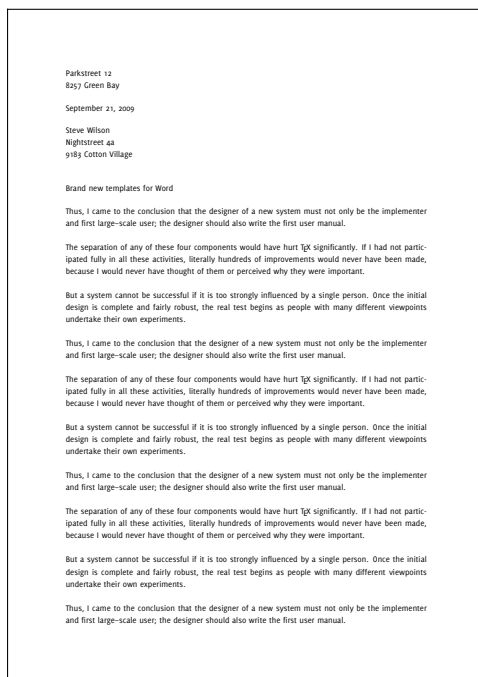 Parkstreet 12
8257 Green Bay
September 21, 2009
Steve Wilson
Nightstreet 4a
9183 Cotton Village
Brand new templates for Word
Thus, I came to the conclusion that the designer of a new system must not only be the implementer
and first large-scale user; the designer should also write the first user manual.
The separation of any of these four components would have hurt TEX significantly. If I had not partic-
ipated fully in all these activities, literally hundreds of improvements would never have been made,
because I would never have thought of them or perceived why they were important.
But a system cannot be successful if it is too strongly influenced by a single person. Once the initial
design is complete and fairly robust, the real test begins as people with many different viewpoints
undertake their own experiments.
Thus, I came to the conclusion that the designer of a new system must not only be the implementer
and first large-scale user; the designer should also write the first user manual.
The separation of any of these four components would have hurt TEX significantly. If I had not partic-
ipated fully in all these activities, literally hundreds of improvements would never have been made,
because I would never have thought of them or perceived why they were important.
But a system cannot be successful if it is too strongly influenced by a single person. Once the initial
design is complete and fairly robust, the real test begins as people with many different viewpoints
undertake their own experiments.
Thus, I came to the conclusion that the designer of a new system must not only be the implementer
and first large-scale user; the designer should also write the first user manual.
The separation of any of these four components would have hurt TEX significantly. If I had not partic-
ipated fully in all these activities, literally hundreds of improvements would never have been made,
because I would never have thought of them or perceived why they were important.
But a system cannot be successful if it is too strongly influenced by a single person. Once the initial
design is complete and fairly robust, the real test begins as people with many different viewpoints
undertake their own experiments.
Thus, I came to the conclusion that the designer of a new system must not only be the implementer
and first large-scale user; the designer should also write the first user manual.